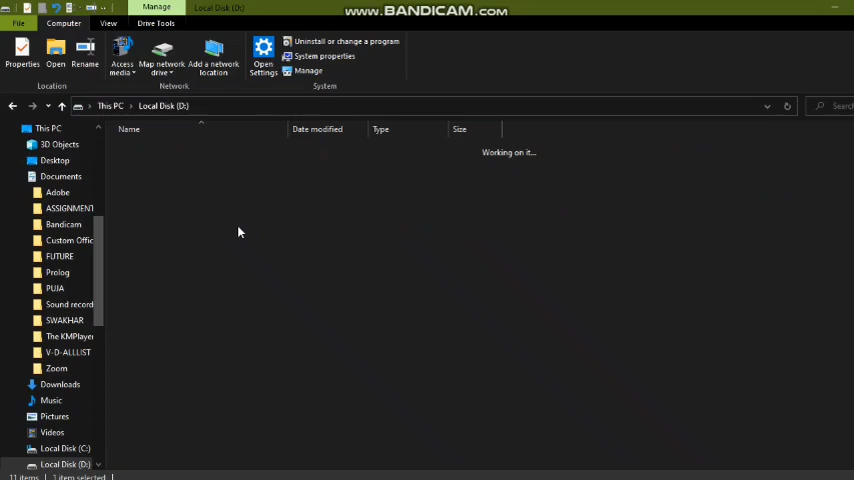 Manage
Local Disk (D:)
www.BANDICAM.com
File
Computer
View
Drive Tools
Properties
Open
Rename
Access media
Map network drive
Add a network location
Open Settings
Uninstall or change a program
System properties
Manage
Location
Network
System
This PC
Local Disk (D:)
Search
Name
Date modified
Type
Size
Working on it...
This PC
3D Objects
Desktop
Documents
Adobe
ASSIGNMENT
Bandicam
Custom Offic
FUTURE
Prolog
PUJA
Sound record
SWAKHAR
The KMPlayer
V-D-ALLLIST
Zoom
Downloads
Music
Pictures
Videos
Local Disk (C:)
Local Disk (D:)
11 items
1 item selected